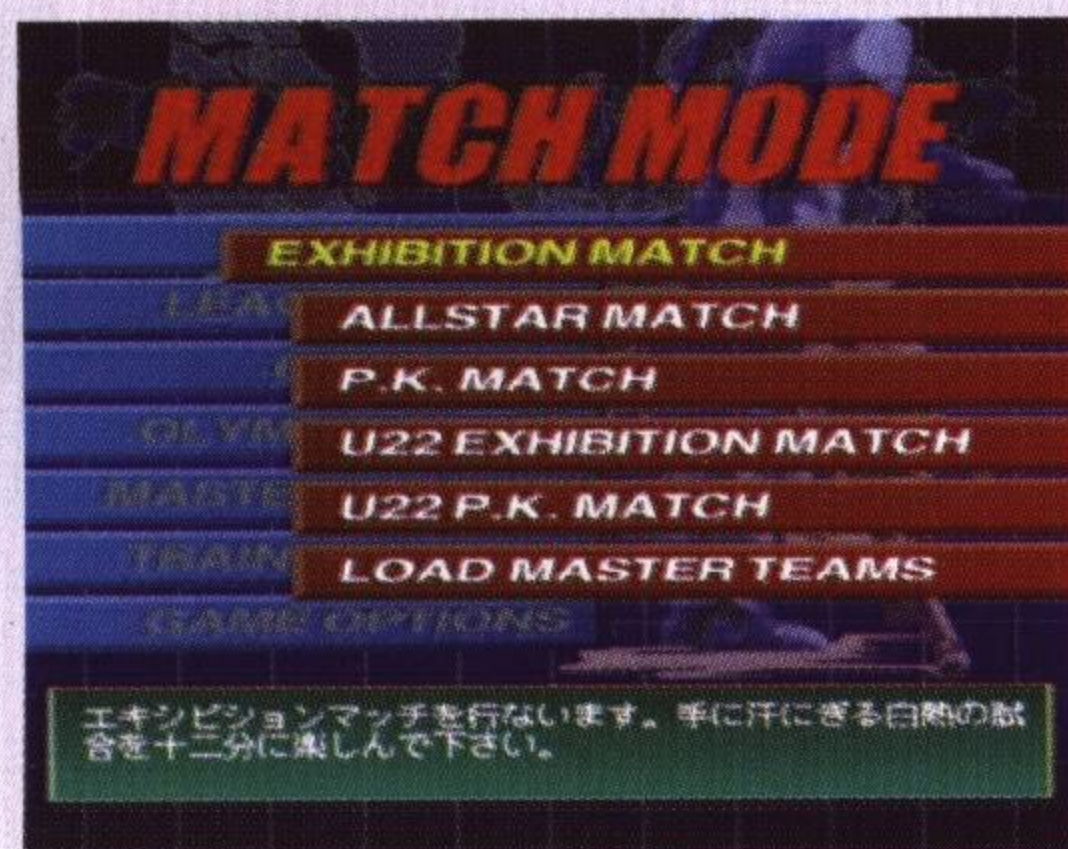 MATCH MODE
EXHIBITION MATCH
ALLSTAR MATCH
P.K. MATCH
U22 EXHIBITION MATCH
U22 P.K. MATCH
LOAD MASTER TEAMS
GAME OPTIONS
エキシビションマッチを行ないます。手に汗にぎる白熱の試
合を十二分に楽しんで下さい。